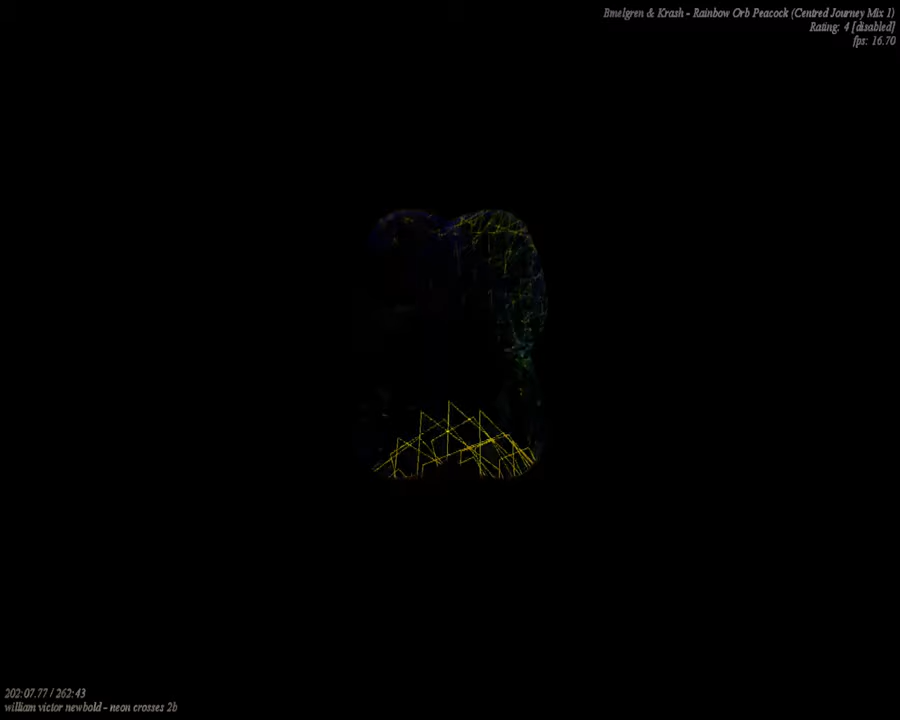 Bmelgren & Krash - Rainbow Orb Peacock (Centred Journey Mix 1)
Rating: 4 [disabled]
fps: 16.70
202:07.77 / 262:43
william victor newbold - neon crosses 2b